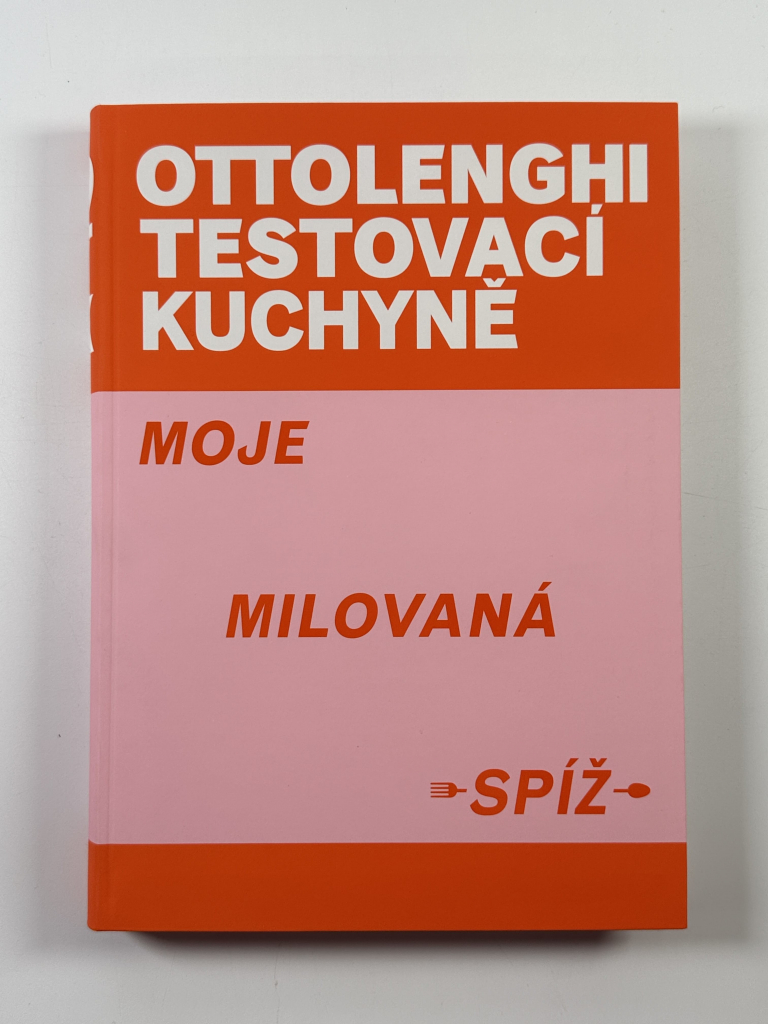 OTTOLENGHI
TESTOVACÍ
KUCHYNĚ
MOJE
MILOVANÁ
SPÍŽ